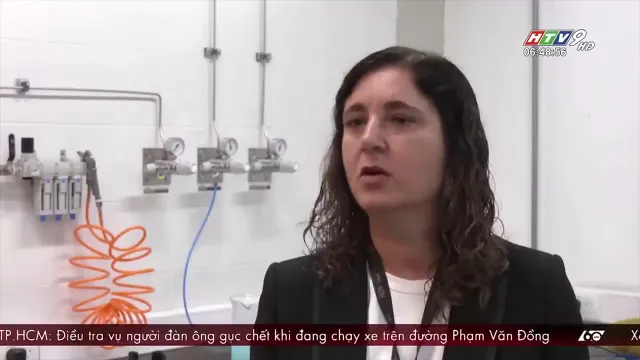 HTV9 HD
06:48:56
TP.HCM: Điều tra vụ người đàn ông gục chết khi đang chạy xe trên đường Phạm Văn Đồng
60